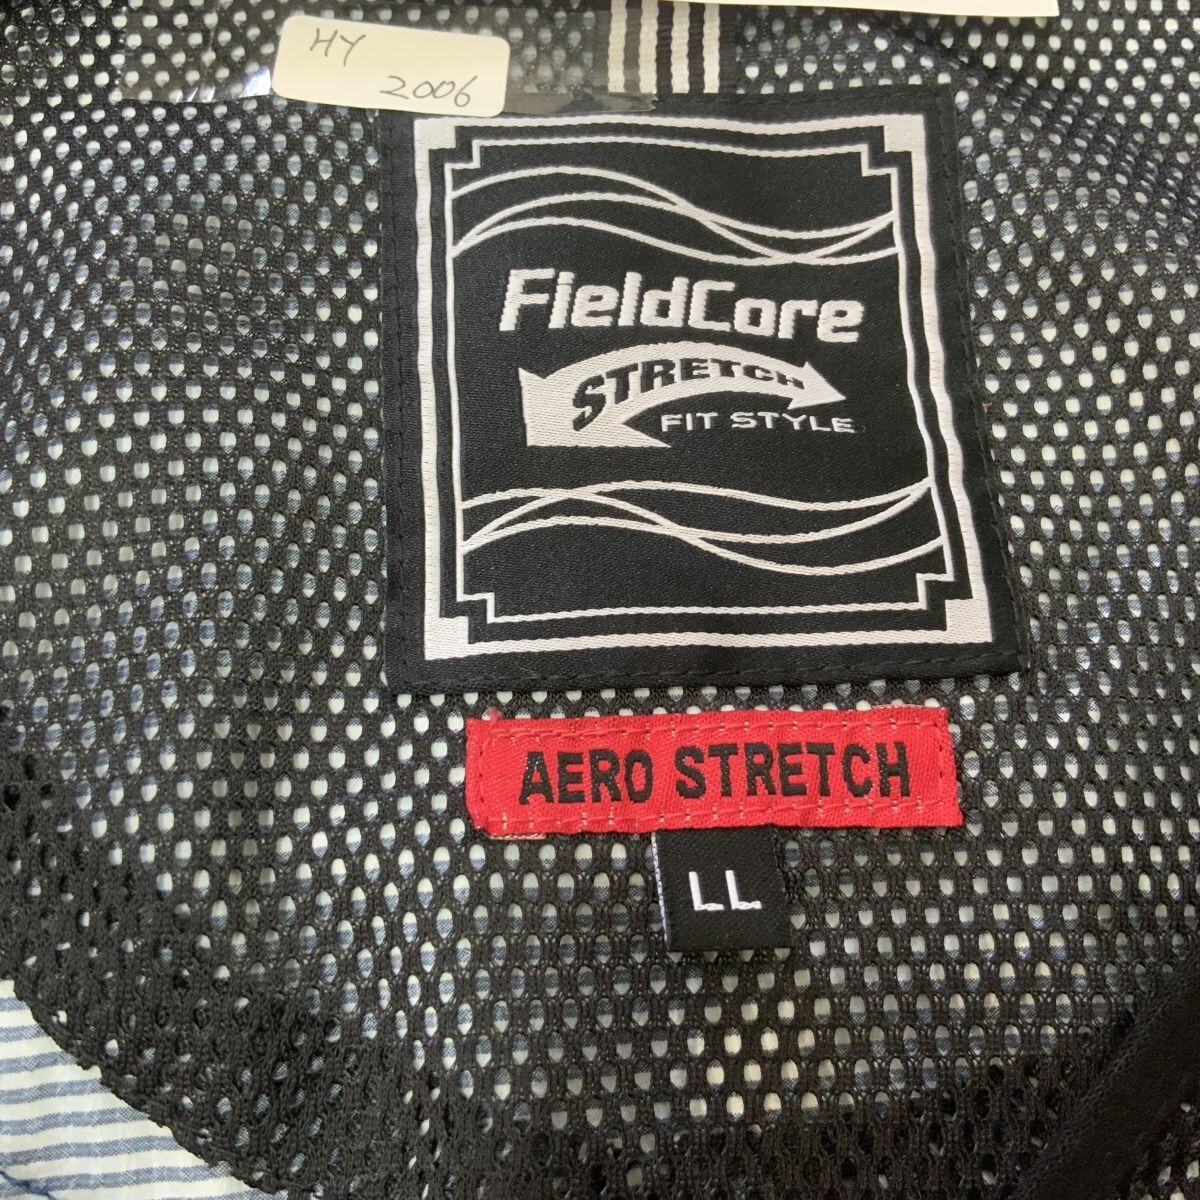 HY
2006
FieldCore
STRETCH
FIT STYLE
AERO STRETCH
LL